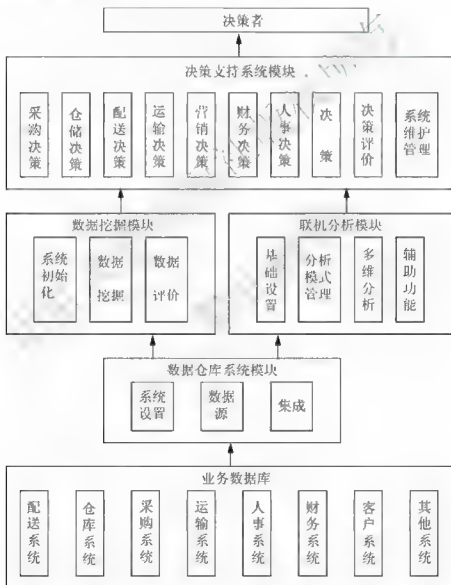 决策者
决策支持系统模块
采购决策
仓储决策
配送决策
运输决策
营销决策
财务决策
人事决策
决策
决策评价
系统维护管理
数据挖掘模块
系统初始化
数据挖掘
数据评价
联机分析模块
基础设置
分析模式管理
多维分析
辅助功能
数据仓库系统模块
系统设置
数据源
集成
业务数据库
配送系统
仓库系统
采购系统
运输系统
人事系统
财务系统
客户系统
其他系统